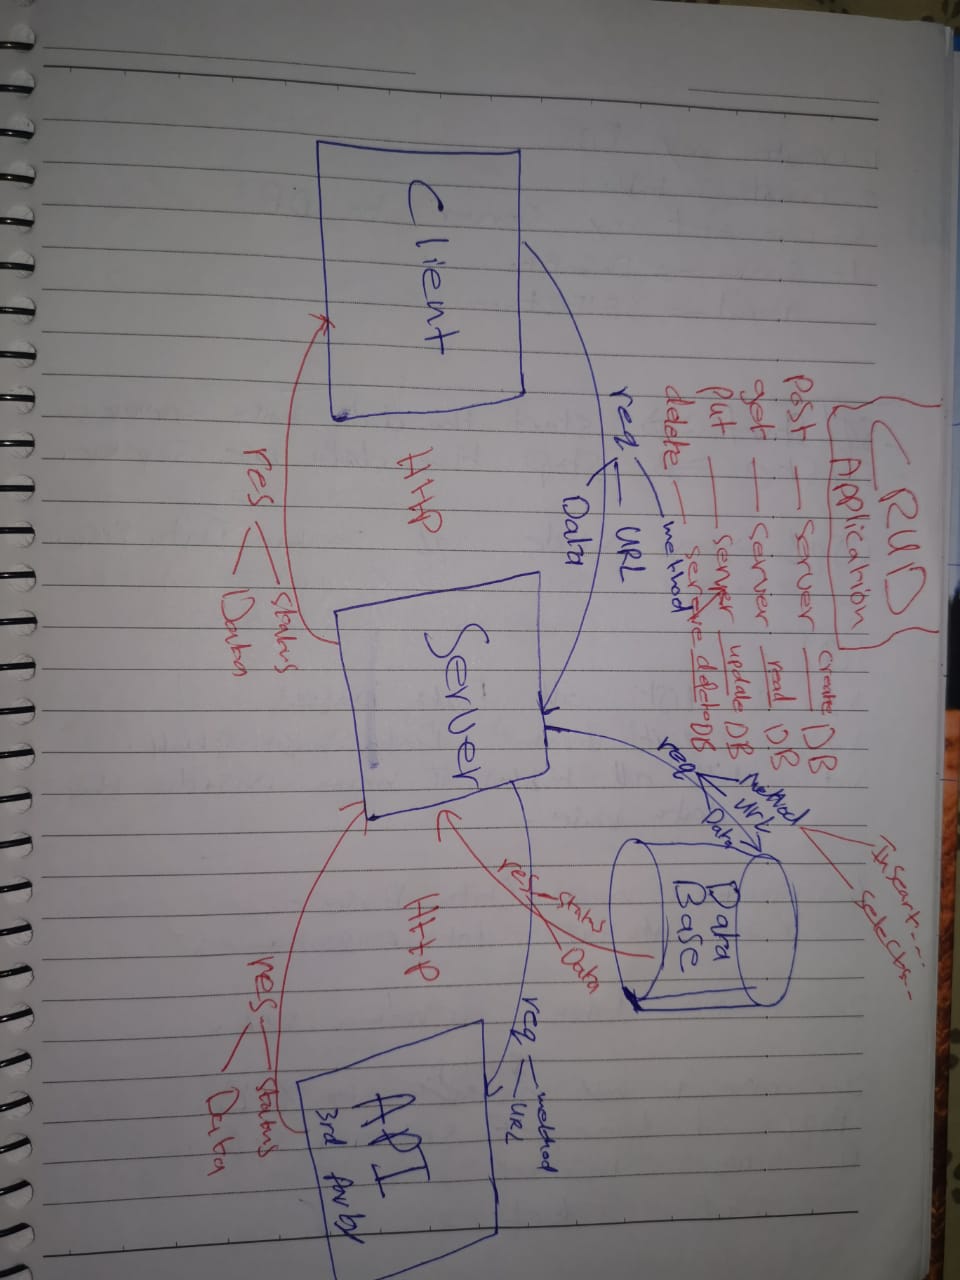 CRUD
Application
post — server create DB
get — server read DB
put — server update DB
delete — serve delete DB
Inseart----
Selects--
req method
URL
Data
Data
Base
req method
URL
Data
res status
Data
req method
URL
Client
HTTP
Server
HTTP
API
3rd Party
res status
Data
res status
Data